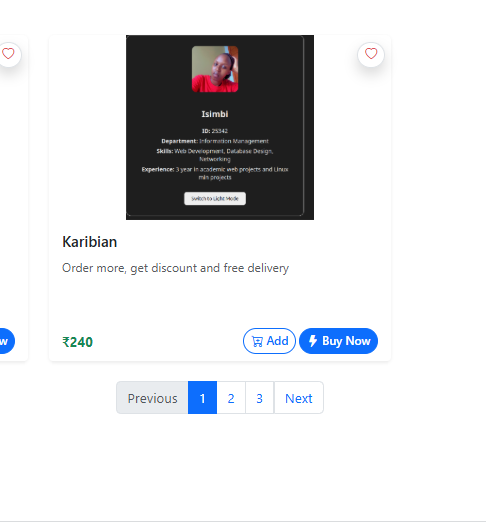 Isimbi
ID: 25342
Department: Information Management
Skills: Web Development, Database Design,
Networking
Experience: 3 year in academic web projects and Linux
min projects
Switch to Light Mode
Karibian
Order more, get discount and free delivery
w
₹240
Add
Buy Now
Previous
1
2
3
Next